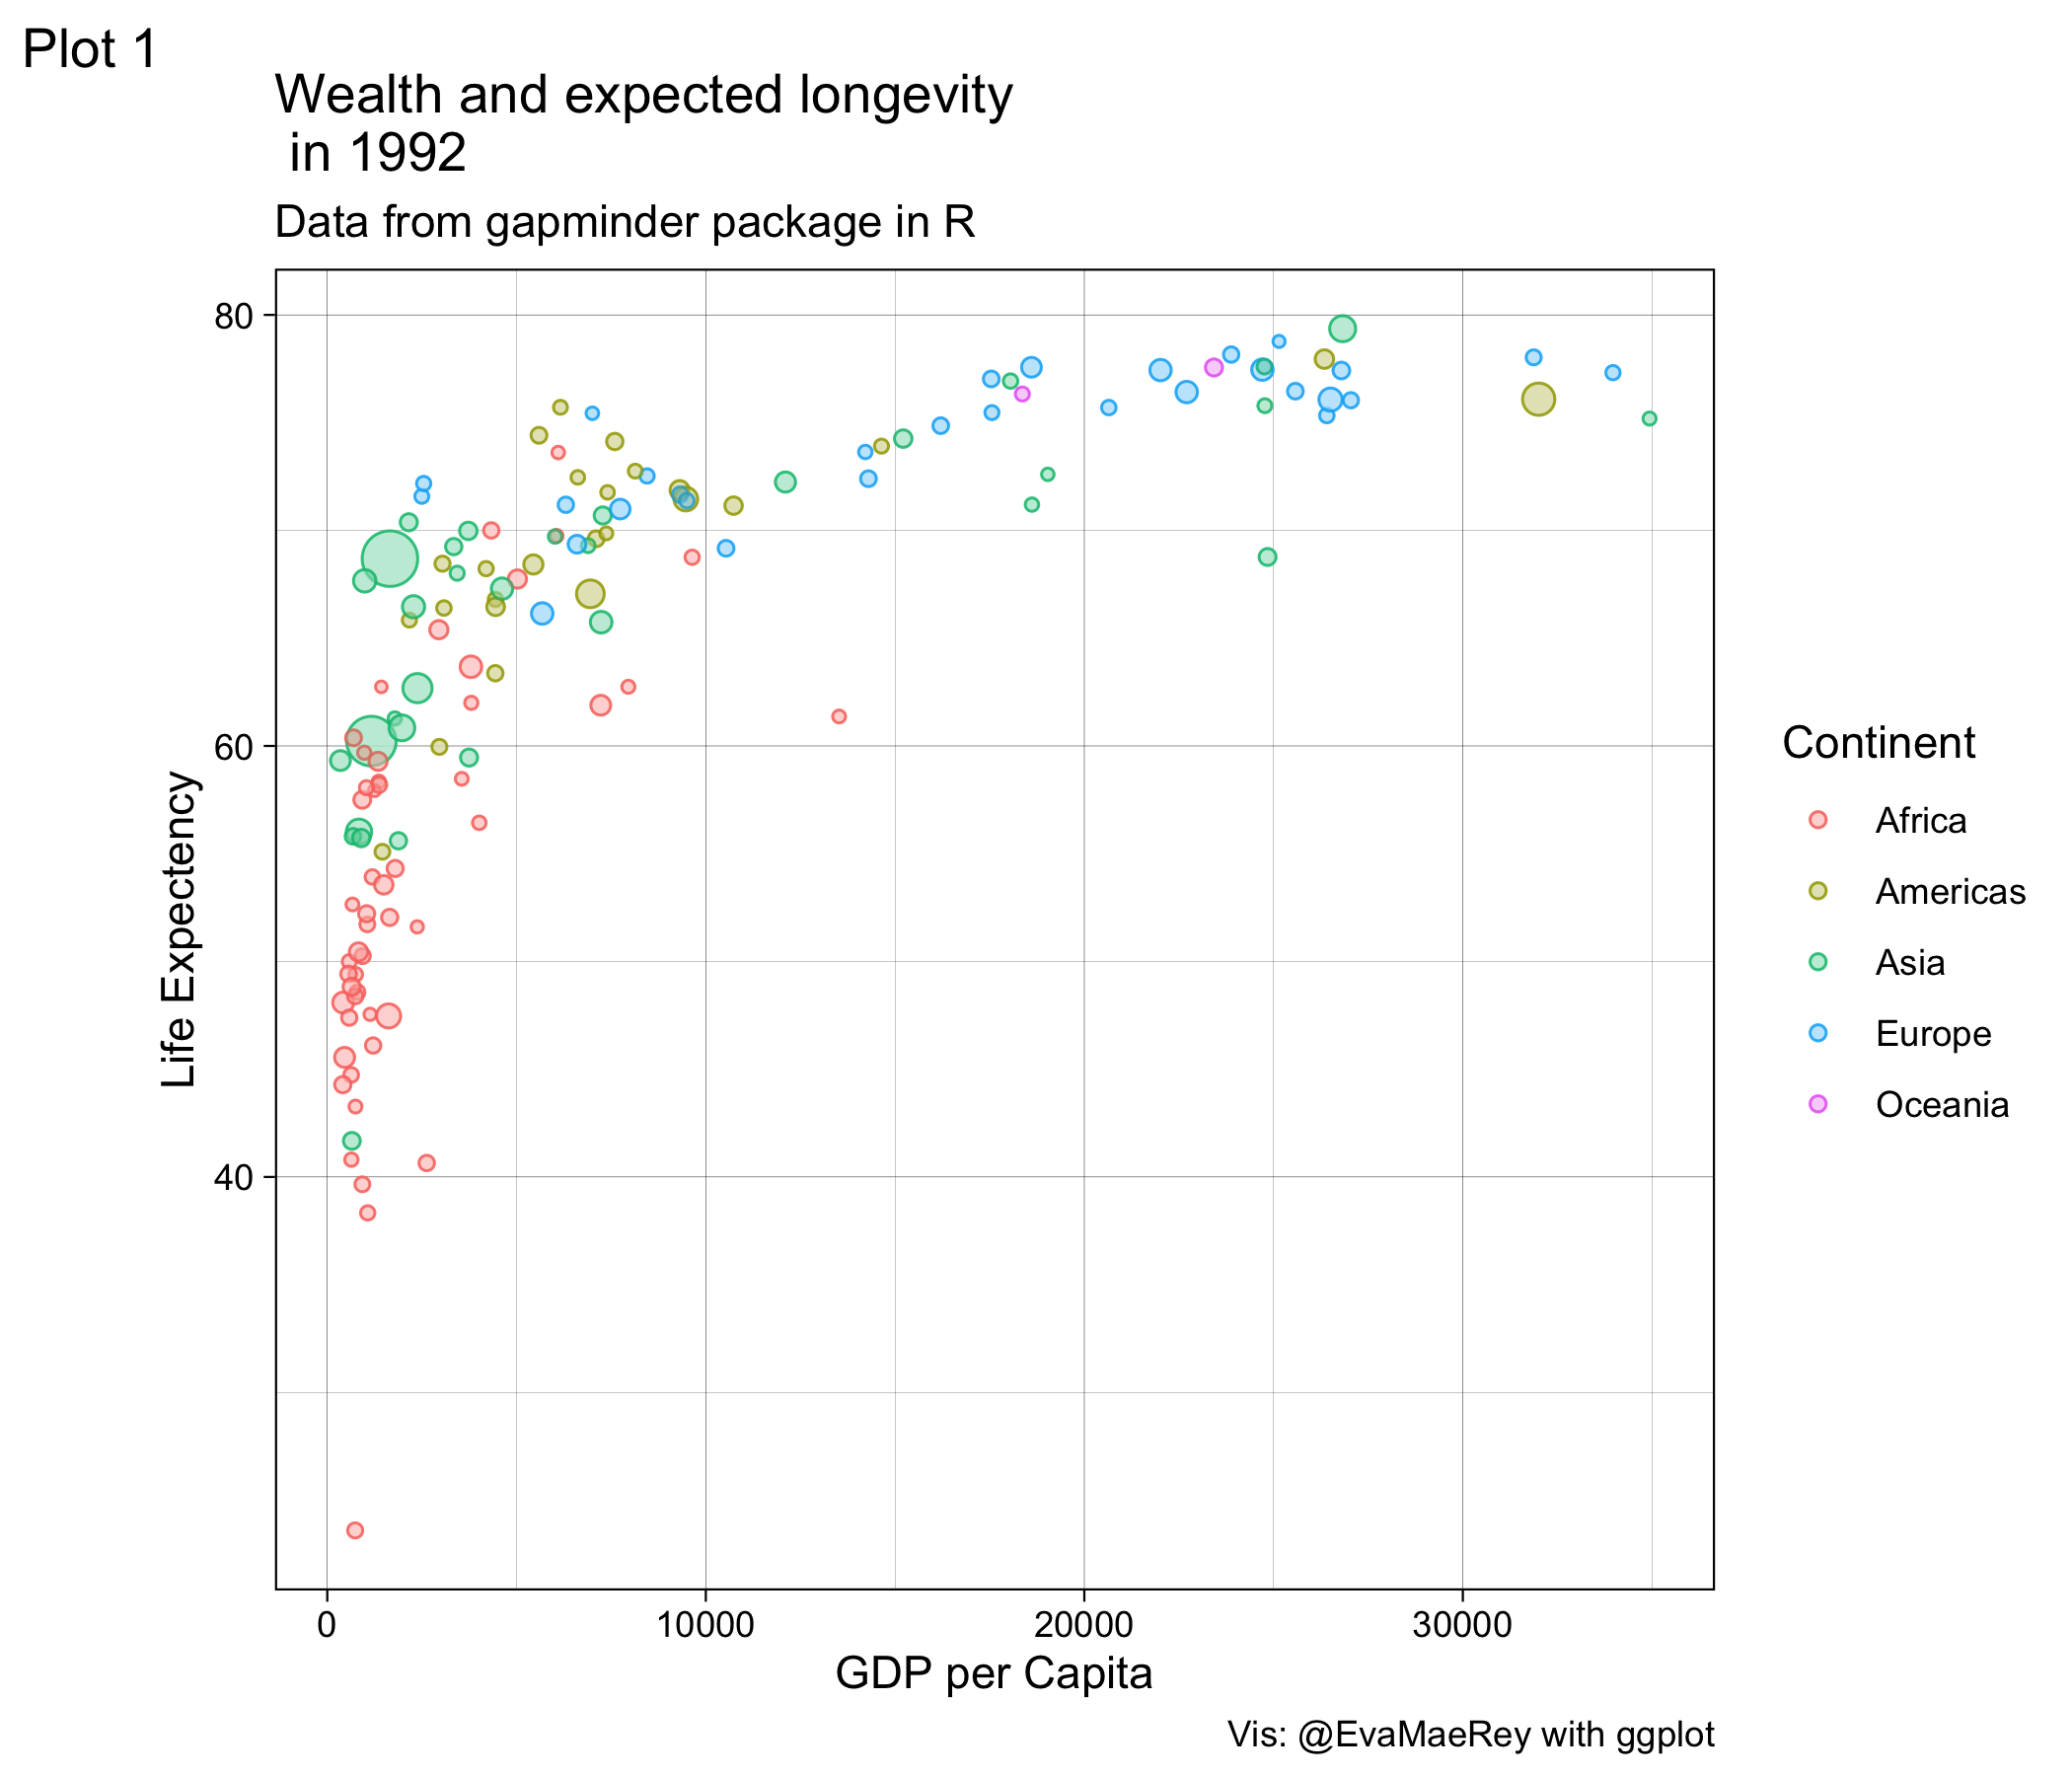 Plot 1
Wealth and expected longevity
in 1992
Data from gapminder package in R
80
60
40
Life Expectency
0 10000 20000 30000
GDP per Capita
Continent
Africa
Americas
Asia
Europe
Oceania
Vis: @EvaMaeRey with ggplot